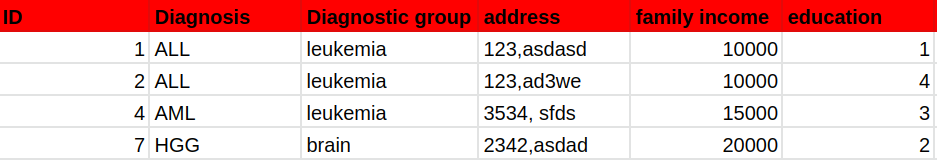 ID Diagnosis Diagnostic group address family income education
1 ALL leukemia 123,asdasd 10000 1
2 ALL leukemia 123,ad3we 10000 4
4 AML leukemia 3534, sfds 15000 3
7 HGG brain 2342,asdad 20000 2